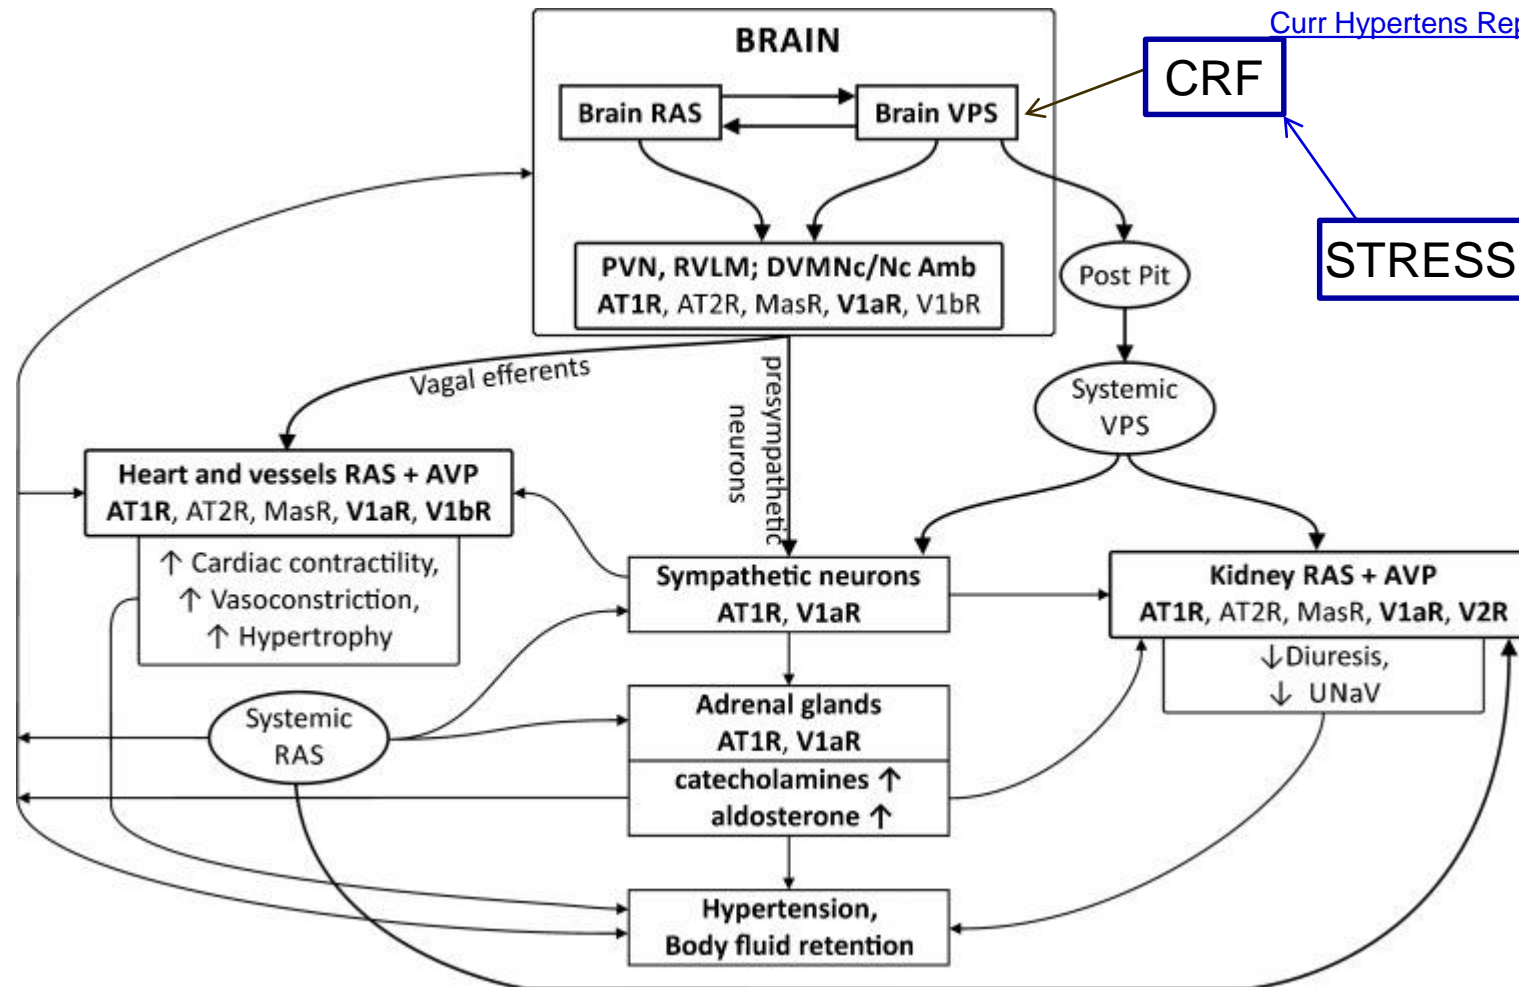 Curr Hypertens Rep
BRAIN
CRF
Brain RAS
Brain VPS
STRESS
PVN, RVLM; DVMNc/Nc Amb
AT1R, AT2R, MasR, V1aR, V1bR
Post Pit
Vagal efferents
presympathetic
neurons
Systemic
VPS
Heart and vessels RAS + AVP
AT1R, AT2R, MasR, V1aR, V1bR
↑ Cardiac contractility,
↑ Vasoconstriction,
↑ Hypertrophy
Sympathetic neurons
AT1R, V1aR
Kidney RAS + AVP
AT1R, AT2R, MasR, V1aR, V2R
↓Diuresis,
↓ UNaV
Systemic
RAS
Adrenal glands
AT1R, V1aR
catecholamines ↑
aldosterone ↑
Hypertension,
Body fluid retention